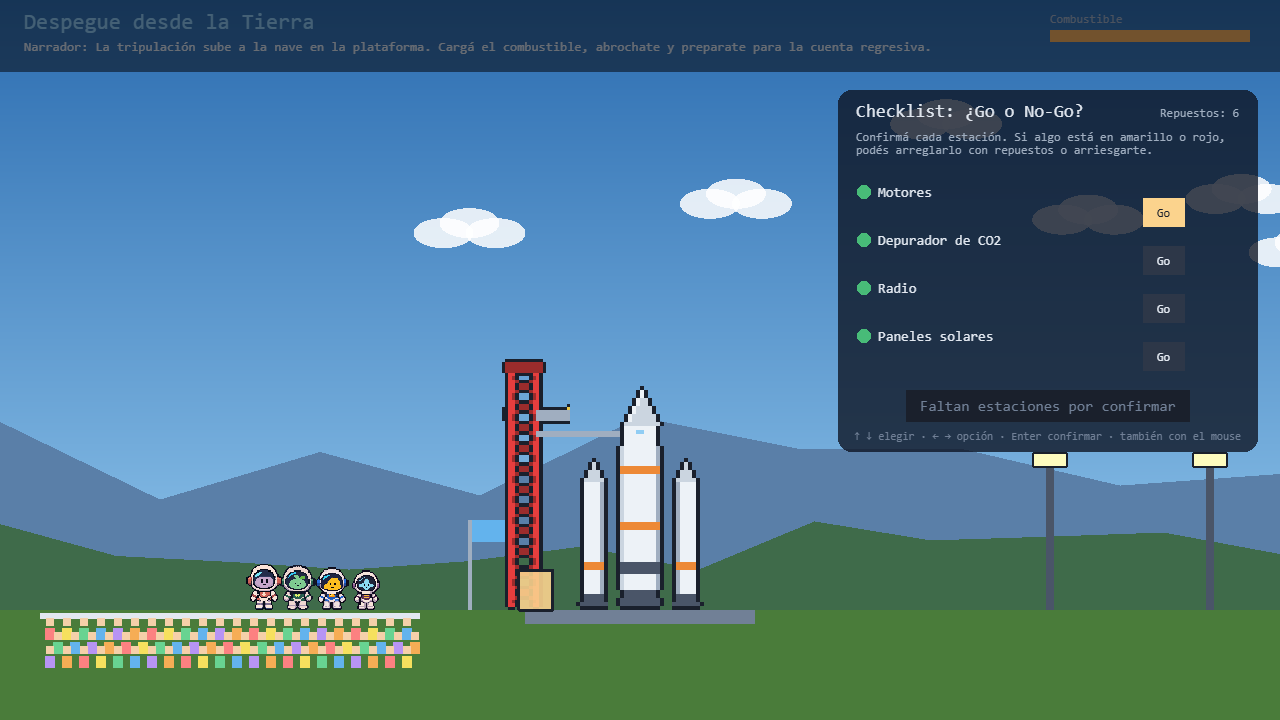 Despegue desde la Tierra
Narrador: La tripulación sube a la nave en la plataforma. Cargá el combustible, abrochate y preparate para la cuenta regresiva.
Combustible
Checklist: ¿Go o No-Go?
Repuestos: 6
Confirmá cada estación. Si algo está en amarillo o rojo,
podés arreglarlo con repuestos o arriesgarte.
Motores
Go
Depurador de CO2
Go
Radio
Go
Paneles solares
Go
Faltan estaciones por confirmar
↑ ↓ elegir · ← → opción · Enter confirmar · también con el mouse